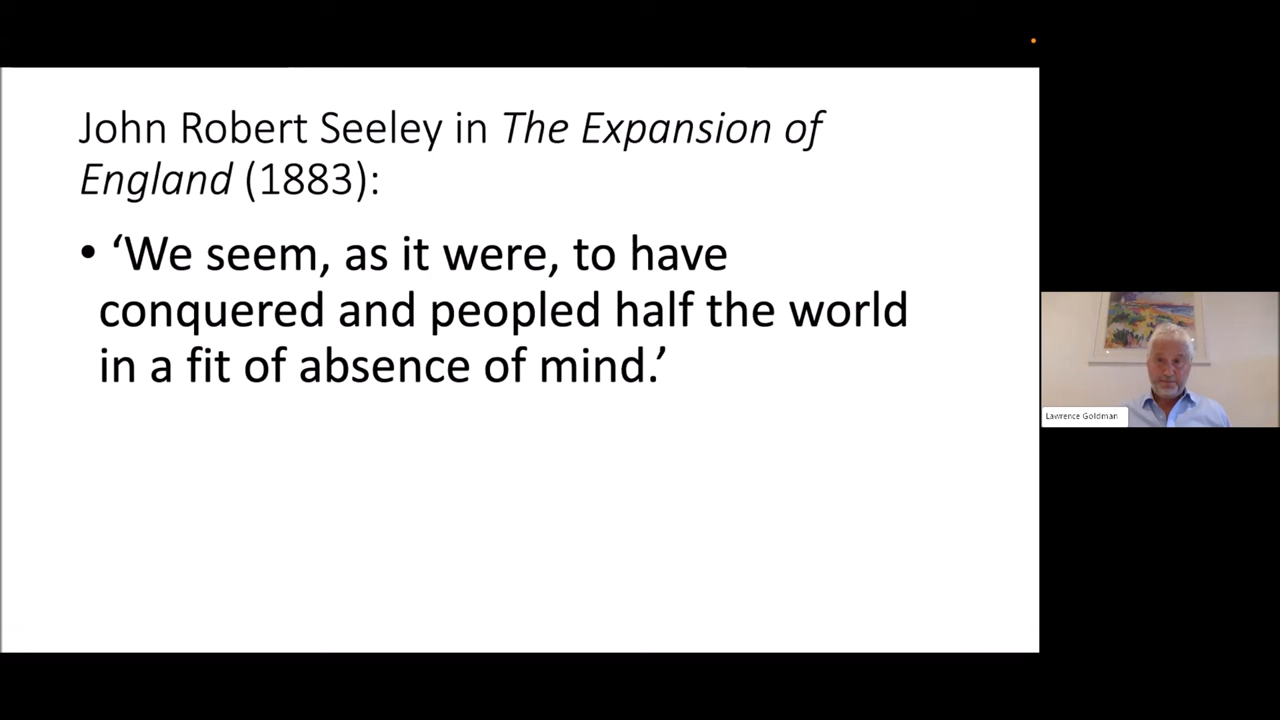 John Robert Seeley in The Expansion of
England (1883):
• ‘We seem, as it were, to have
conquered and peopled half the world
in a fit of absence of mind.’
Lawrence Goldman